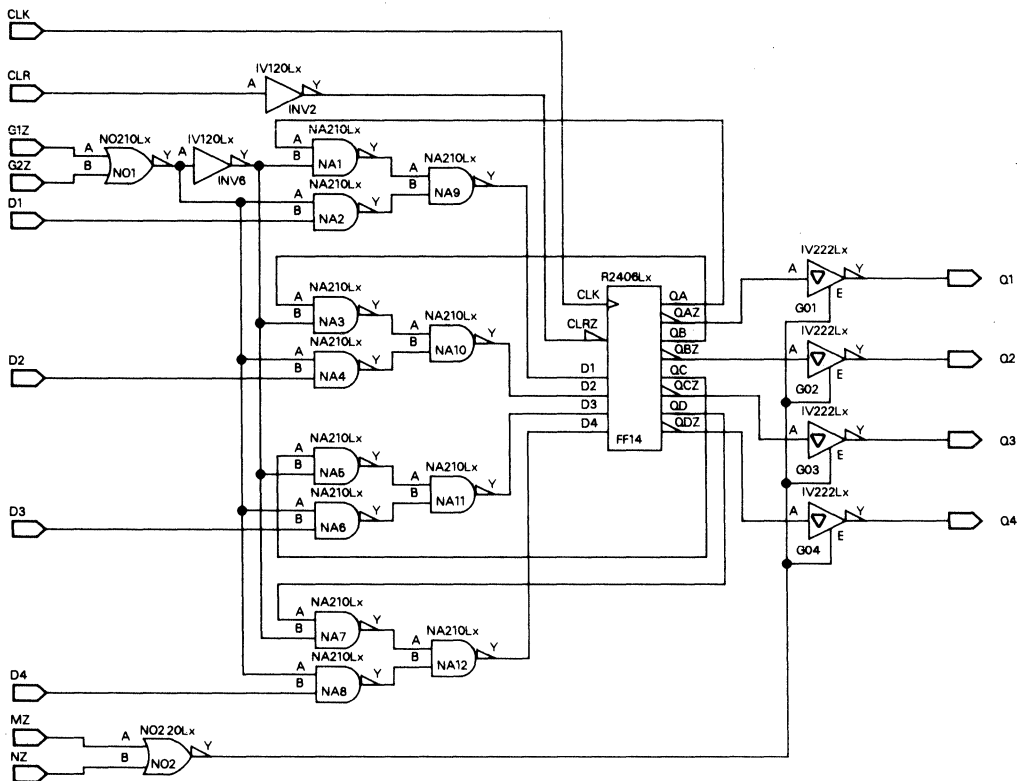 CLK
CLR
A
IV120Lx
Y
INV2
G1Z
G2Z
A
B
NO210Lx
NO1
Y
A
IV120Lx
Y
INV6
D1
A
B
NA210Lx
NA1
Y
A
B
NA210Lx
NA2
Y
A
B
NA210Lx
NA9
Y
A
B
NA210Lx
NA3
Y
D2
A
B
NA210Lx
NA4
Y
A
B
NA210Lx
NA10
Y
A
B
NA210Lx
NA5
Y
D3
A
B
NA210Lx
NA6
Y
A
B
NA210Lx
NA11
Y
A
B
NA210Lx
NA7
Y
D4
A
B
NA210Lx
NA8
Y
A
B
NA210Lx
NA12
Y
MZ
NZ
A
B
NO220Lx
NO2
Y
R2406Lx
CLK
CLRZ
D1
D2
D3
D4
QA
QAZ
QB
QBZ
QC
QCZ
QD
QDZ
FF14
IV222Lx
A
Y
E
G01
Q1
IV222Lx
A
Y
E
G02
Q2
IV222Lx
A
Y
E
G03
Q3
IV222Lx
A
Y
E
G04
Q4